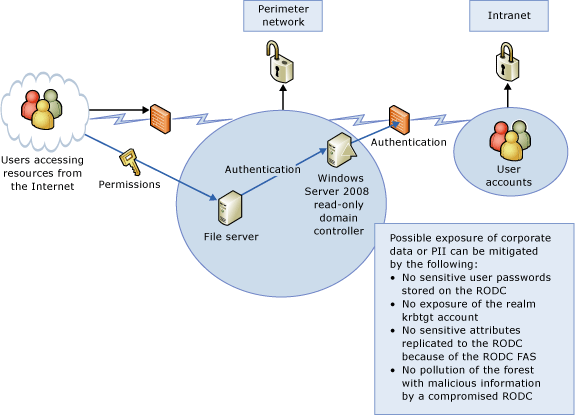 Perimeter
network
Intranet
Users accessing
resources from
the Internet
Permissions
Authentication
File server
Windows
Server 2008
read-only
domain
controller
Authentication
User
accounts
Possible exposure of corporate
data or PII can be mitigated
by the following:
• No sensitive user passwords
stored on the RODC
• No exposure of the realm
krbtgt account
• No sensitive attributes
replicated to the RODC
because of the RODC FAS
• No pollution of the forest
with malicious information
by a compromised RODC